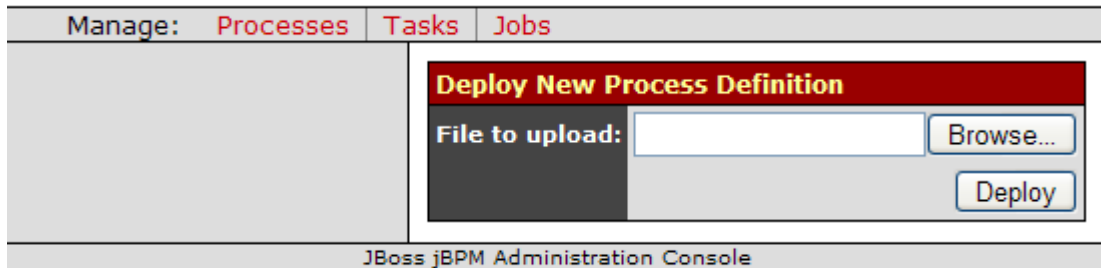 Manage: Processes Tasks Jobs
Deploy New Process Definition
File to upload: Browse...
Deploy
JBoss jBPM Administration Console